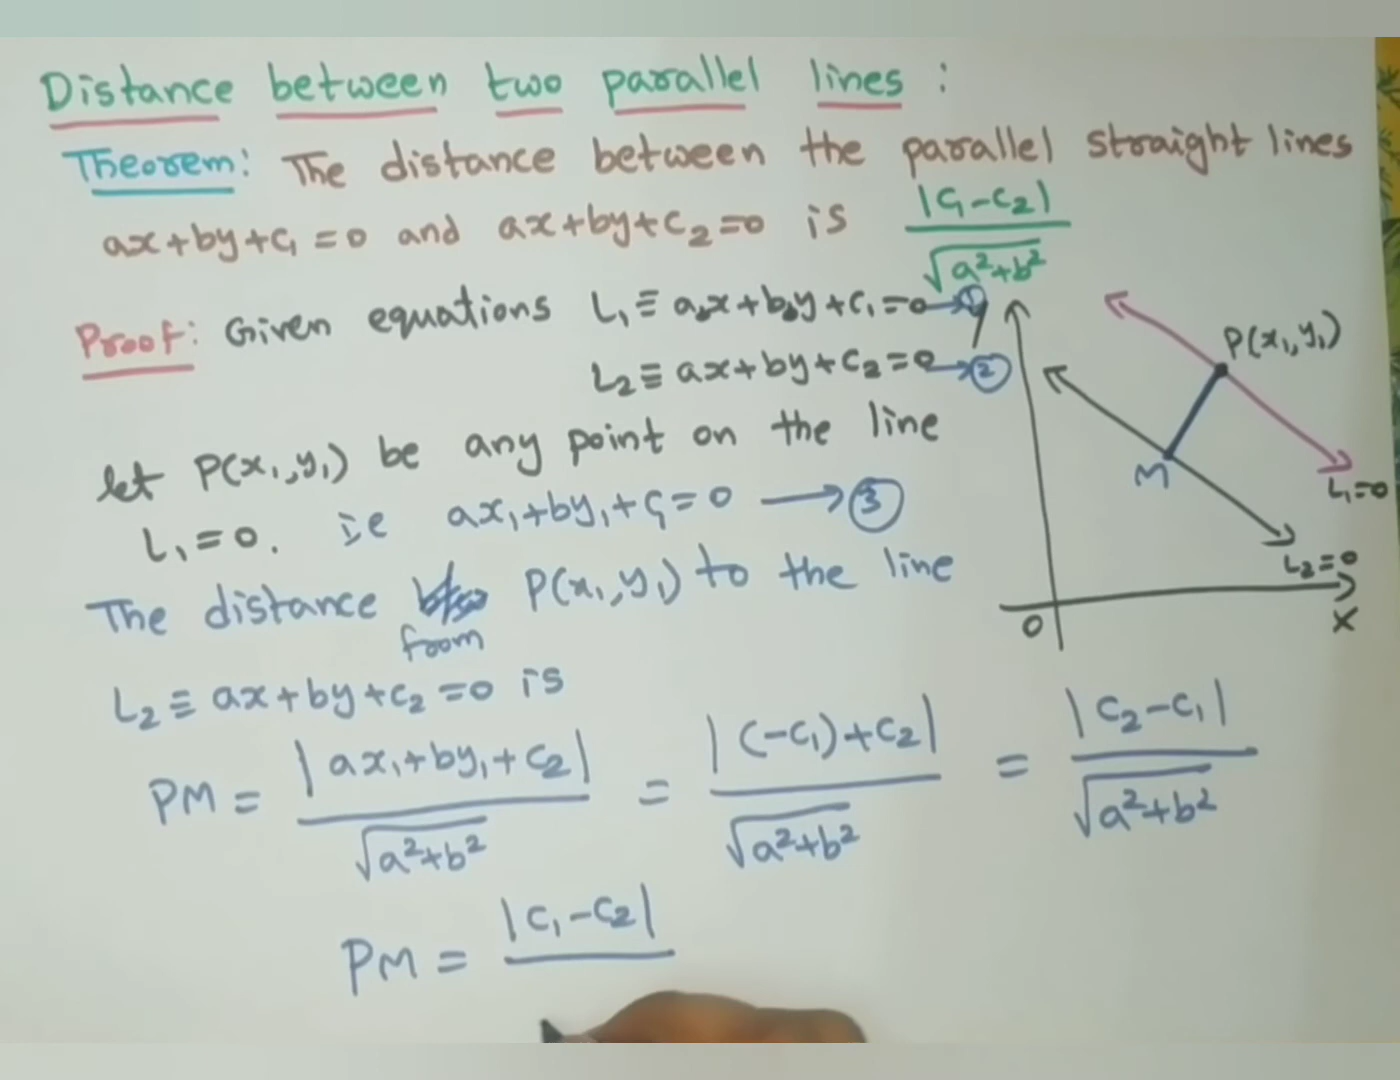 Distance between two parallel lines :
Theorem: The distance between the parallel straight lines
ax+by+c₁=0 and ax+by+c₂=0 is |c₁-c₂| / √a²+b²
Proof: Given equations L₁≡ ax+by+c₁=0 → ①
L₂≡ ax+by+c₂=0 → ②
let P(x₁,y₁) be any point on the line
L₁=0. ie ax₁+by₁+c₁=0 → ③
The distance from P(x₁,y₁) to the line
L₂≡ ax+by+c₂=0 is
PM = |ax₁+by₁+c₂| / √a²+b² = |(-c₁)+c₂| / √a²+b² = |c₂-c₁| / √a²+b²
PM = |c₁-c₂|
y
P(x₁,y₁)
M
L₁=0
L₂=0
O
X